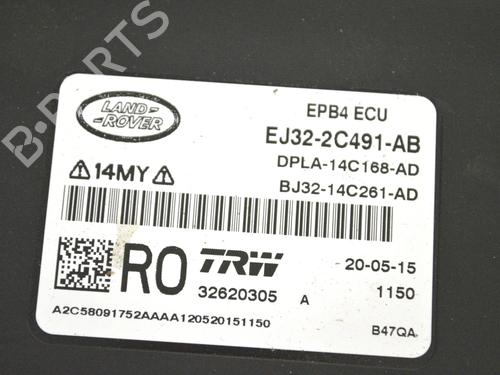 B-PARTS
LAND-
ROVER
EPB4 ECU
EJ32-2C491-AB
DPLA-14C168-AD
BJ32-14C261-AD
⚠14MY⚠
RO
TRW
20-05-15
32620305 A
1150
A2C58091752AAAA120520151150
B47QA